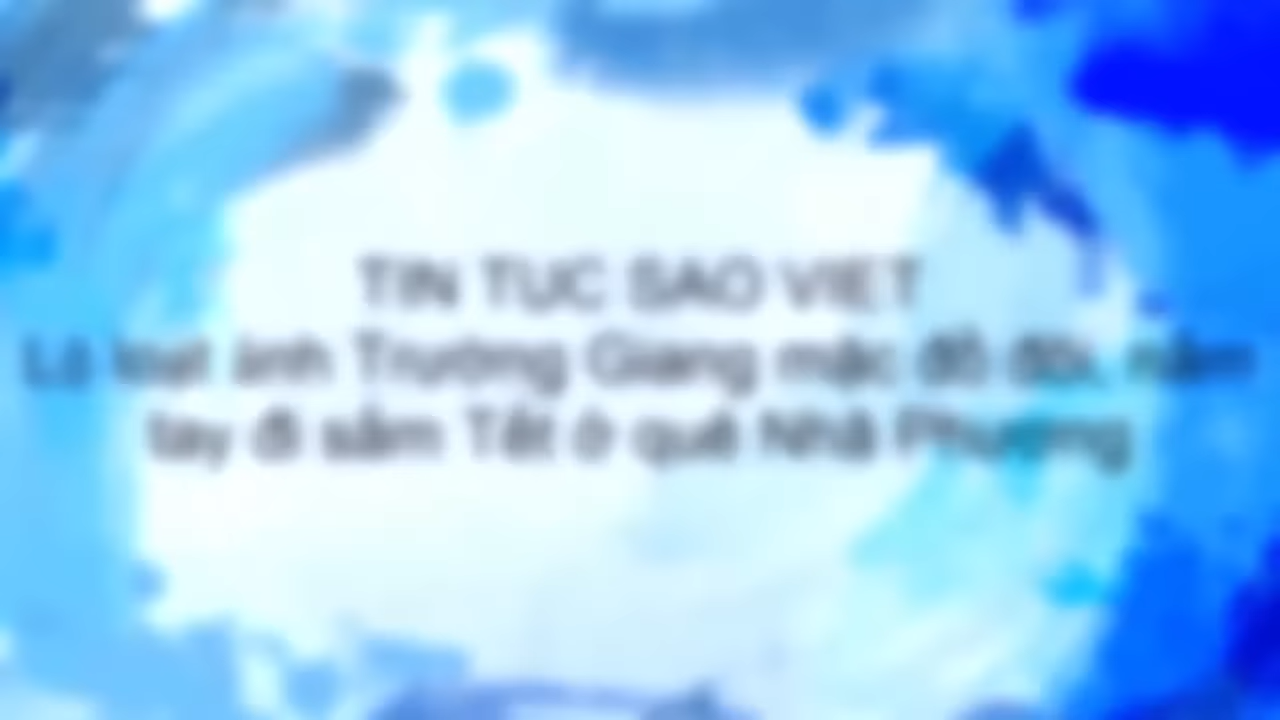 TIN TUC SAO VIET
Lộ loạt ảnh Trường Giang mặc đồ đôi, nắm
tay đi sắm Tết ở quê Nhã Phương